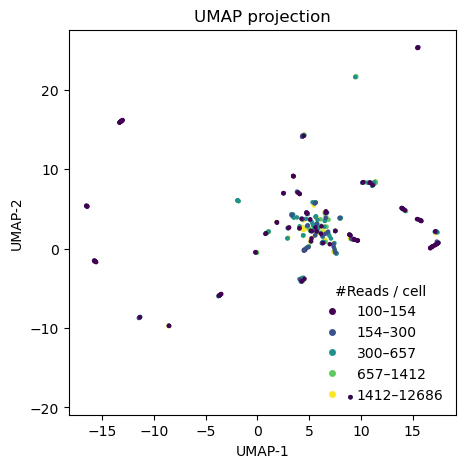 UMAP projection
UMAP-2
20
10
0
−10
−20
#Reads / cell
100–154
154–300
300–657
657–1412
1412–12686
−15 −10 −5 0 5 10 15
UMAP-1